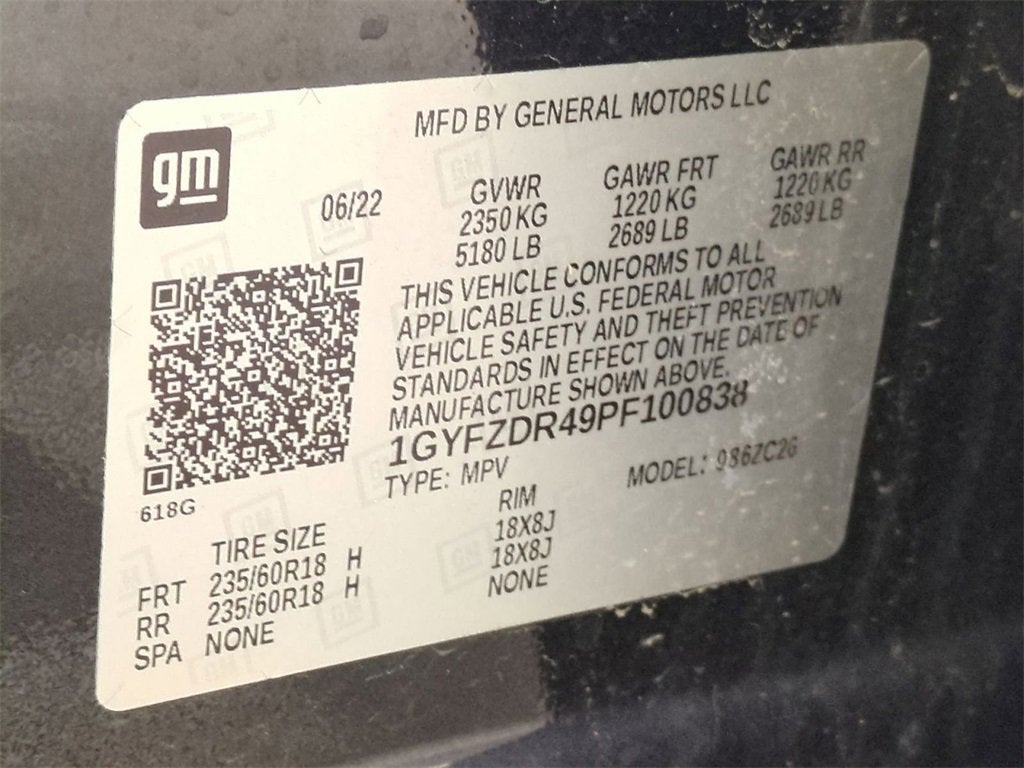 MFD BY GENERAL MOTORS LLC
gm
06/22
GVWR GAWR FRT GAWR RR
2350 KG 1220 KG 1220 KG
5180 LB 2689 LB 2689 LB
THIS VEHICLE CONFORMS TO ALL
APPLICABLE U.S. FEDERAL MOTOR
VEHICLE SAFETY AND THEFT PREVENTION
STANDARDS IN EFFECT ON THE DATE OF
MANUFACTURE SHOWN ABOVE.
1GYFZDR49PF100838
TYPE: MPV MODEL:
618G
TIRE SIZE RIM
FRT 235/60R18 H 18X8J
RR 235/60R18 H 18X8J
SPA NONE NONE